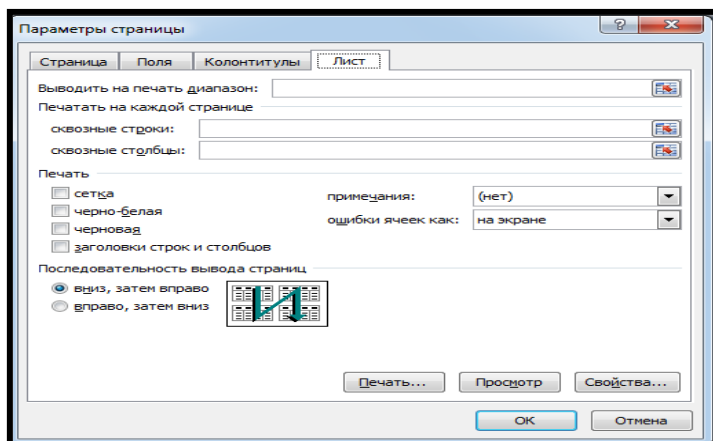 Параметры страницы
Страница Поля Колонтитулы Лист
Выводить на печать диапазон:
Печатать на каждой странице
сквозные строки:
сквозные столбцы:
Печать
сетка
примечания: (нет)
черно-белая
ошибки ячеек как: на экране
черновая
заголовки строк и столбцов
Последовательность вывода страниц
вниз, затем вправо
вправо, затем вниз
Печать... Просмотр Свойства...
ОК Отмена